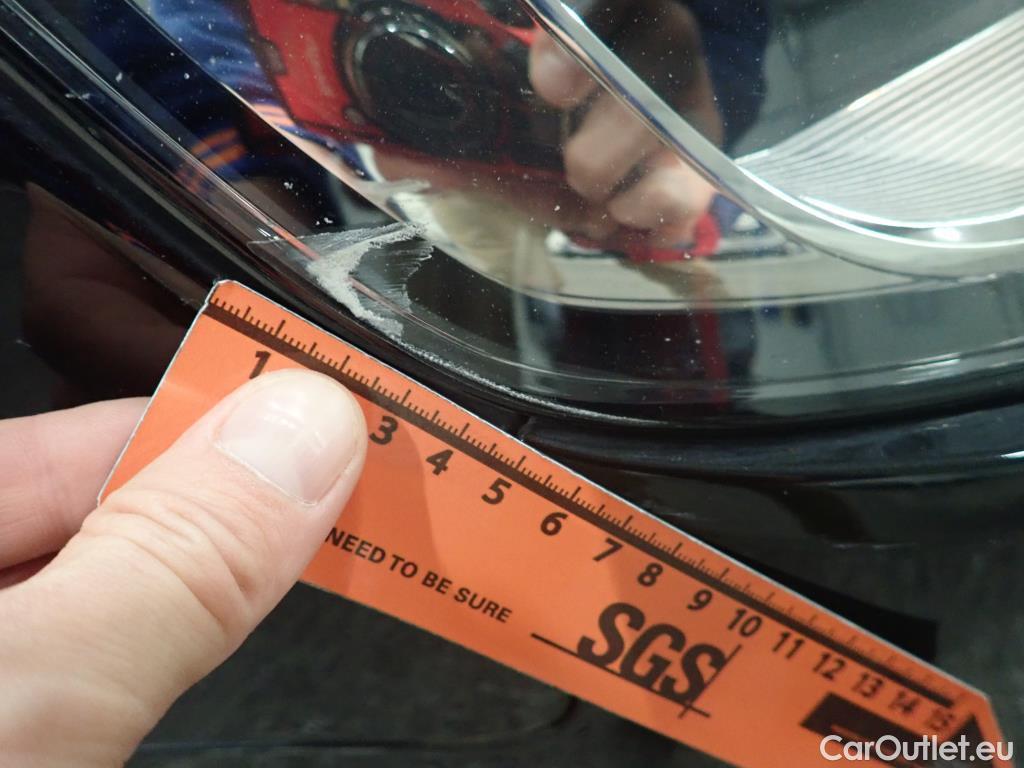 1 3 4 5 6 7 8 9 10 11 12 13 14 15
NEED TO BE SURE
SGS
CarOutlet.eu